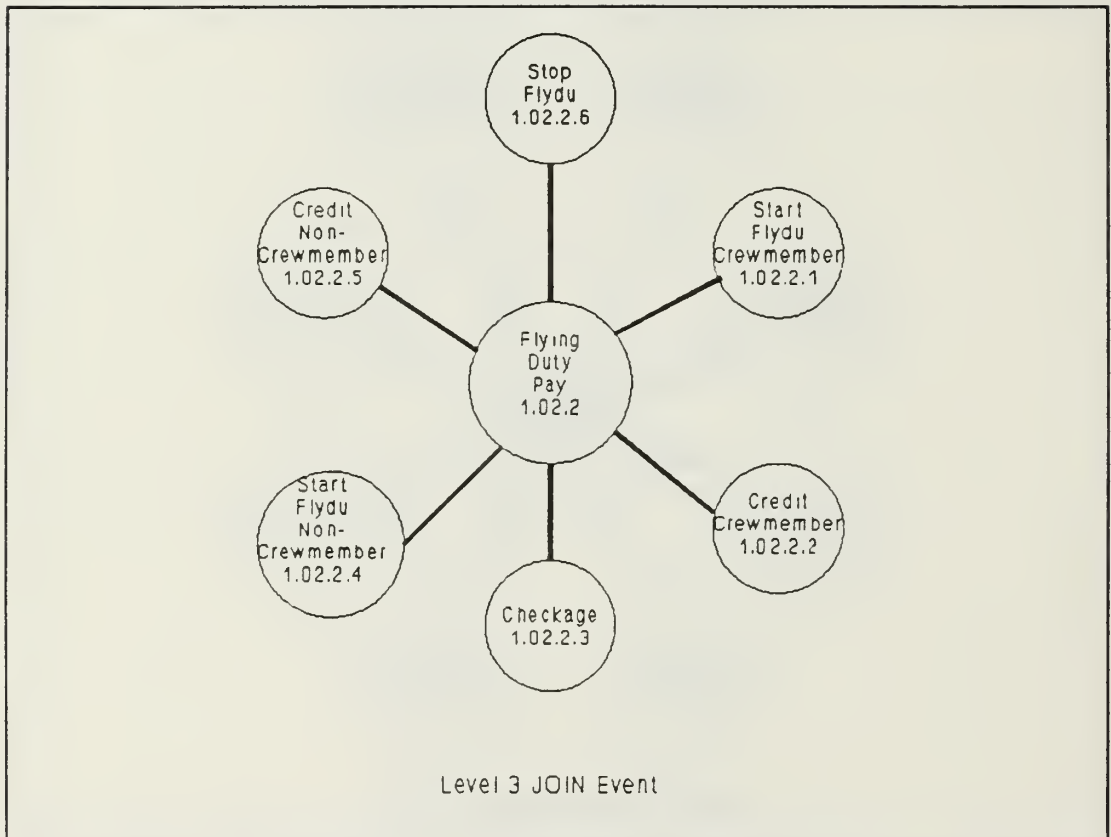 Stop
Flydu
1.02.2.6
Credit
Non-
Crewmember
1.02.2.5
Start
Flydu
Crewmember
1.02.2.1
Flying
Duty
Pay
1.02.2
Start
Flydu
Non-
Crewmember
1.02.2.4
Credit
Crewmember
1.02.2.2
Checkage
1.02.2.3
Level 3 JOIN Event